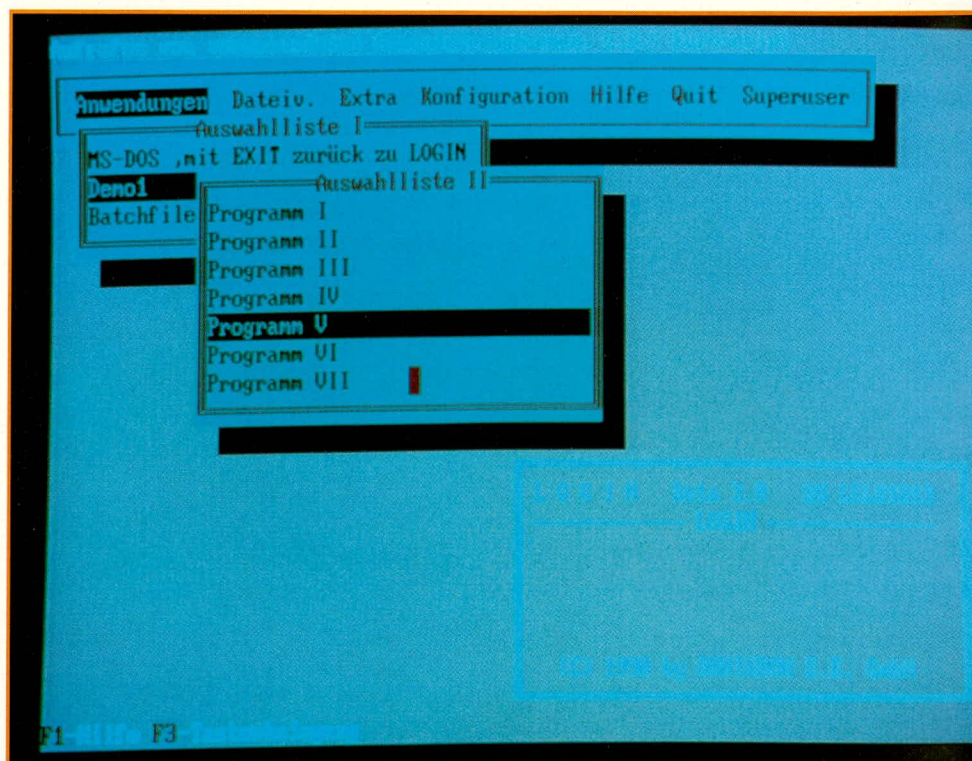 Anwendungen Dateiv. Extra Konfiguration Hilfe Quit Superuser
Auswahlliste I
MS-DOS ,mit EXIT zurück zu LOGIN
Demo1
Batchfile
Auswahlliste II
Programm I
Programm II
Programm III
Programm IV
Programm V
Programm VI
Programm VII
L O G I N
LOGIN
F1-Hilfe F3